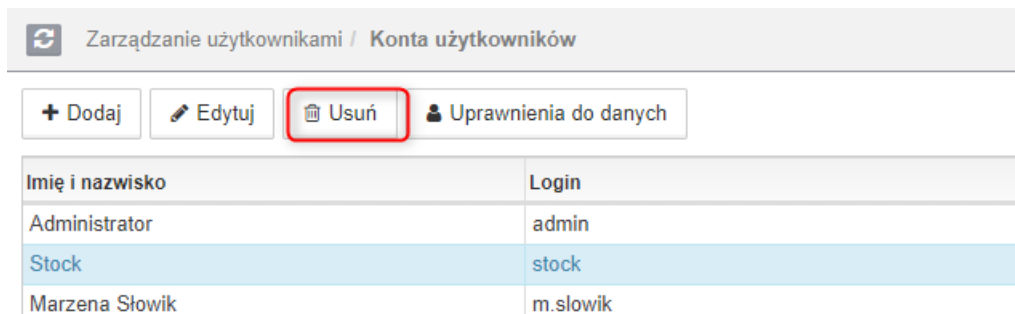 Zarządzanie użytkownikami / Konta użytkowników
Dodaj Edytuj Usuń Uprawnienia do danych
Imię i nazwisko Login
Administrator admin
Stock stock
Marzena Słowik m.slowik